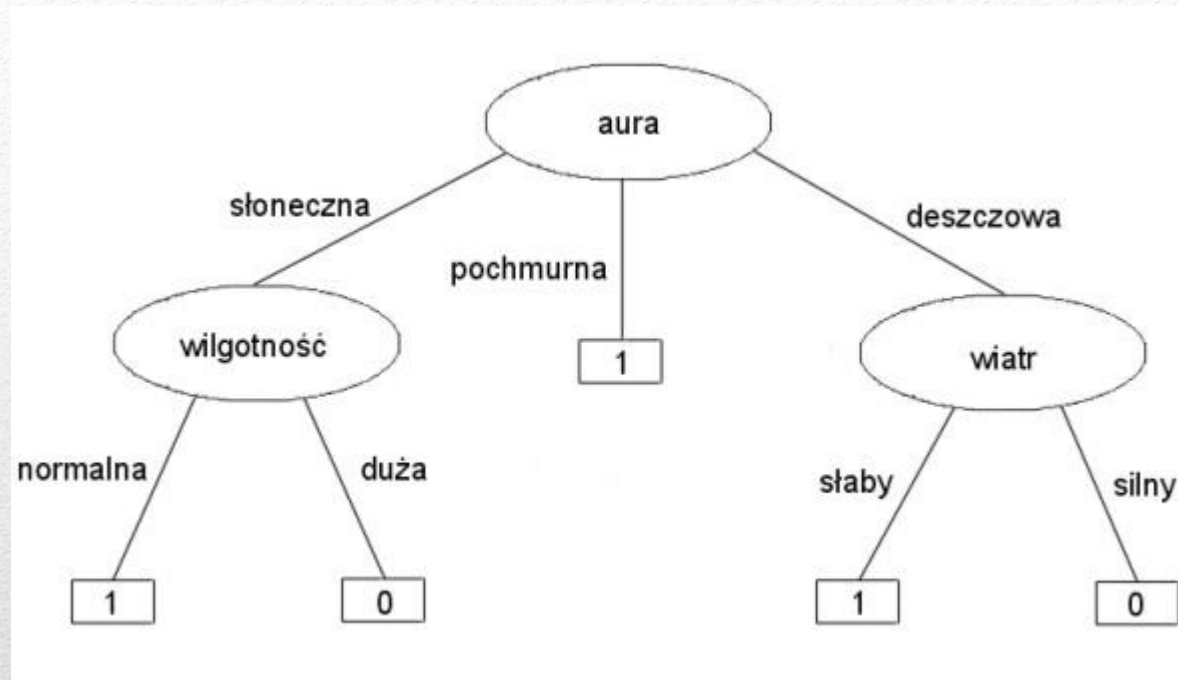 aura
słoneczna
pochmurna
deszczowa
wilgotność
1
wiatr
normalna
duża
słaby
silny
1
0
1
0